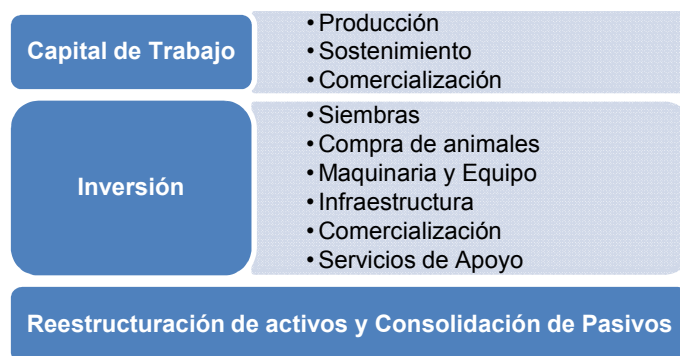 Capital de Trabajo
• Producción
• Sostenimiento
• Comercialización
Inversión
• Siembras
• Compra de animales
• Maquinaria y Equipo
• Infraestructura
• Comercialización
• Servicios de Apoyo
Reestructuración de activos y Consolidación de Pasivos